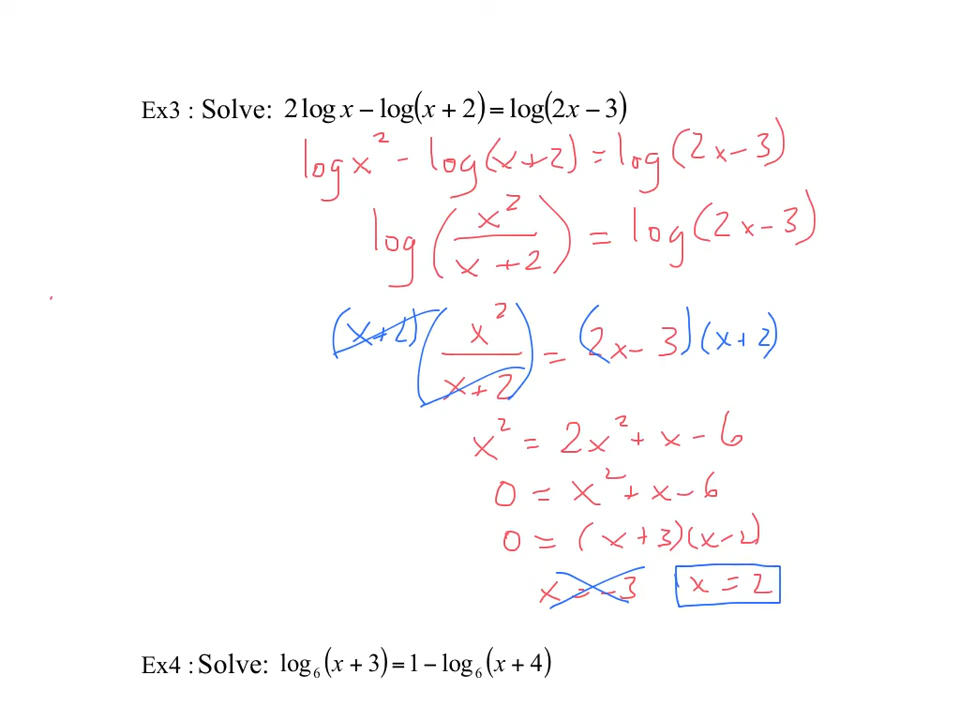 Ex3 : Solve: 2 log x − log(x + 2) = log(2x − 3)
log x² − log(x+2) = log(2x−3)
log(x²/(x+2)) = log(2x−3)
(x+2)(x²/(x+2)) = (2x−3)(x+2)
x² = 2x² + x − 6
0 = x² + x − 6
0 = (x+3)(x−2)
x = −3 x = 2
Ex4 : Solve: log₆(x + 3) = 1 − log₆(x + 4)